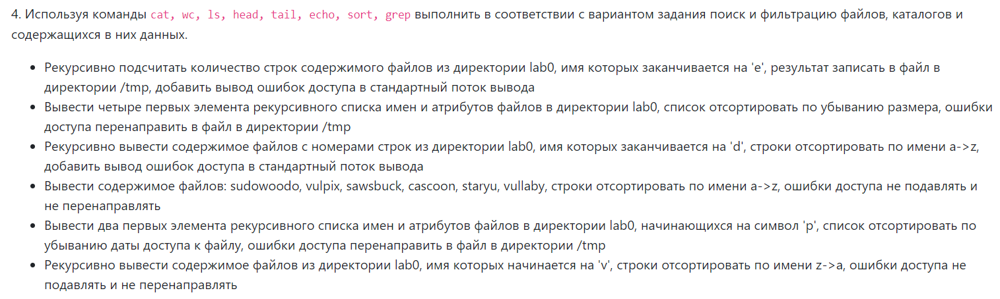 4. Используя команды cat, wc, ls, head, tail, echo, sort, grep выполнить в соответствии с вариантом задания поиск и фильтрацию файлов, каталогов и
содержащихся в них данных.
• Рекурсивно подсчитать количество строк содержимого файлов из директории lab0, имя которых заканчивается на 'e', результат записать в файл в
директории /tmp, добавить вывод ошибок доступа в стандартный поток вывода
• Вывести четыре первых элемента рекурсивного списка имен и атрибутов файлов в директории lab0, список отсортировать по убыванию размера, ошибки
доступа перенаправить в файл в директории /tmp
• Рекурсивно вывести содержимое файлов с номерами строк из директории lab0, имя которых заканчивается на 'd', строки отсортировать по имени a->z,
добавить вывод ошибок доступа в стандартный поток вывода
• Вывести содержимое файлов: sudowoodo, vulpix, sawsbuck, cascoon, staryu, vullaby, строки отсортировать по имени a->z, ошибки доступа не подавлять и
не перенаправлять
• Вывести два первых элемента рекурсивного списка имен и атрибутов файлов в директории lab0, начинающихся на символ 'p', список отсортировать по
убыванию даты доступа к файлу, ошибки доступа перенаправить в файл в директории /tmp
• Рекурсивно вывести содержимое файлов из директории lab0, имя которых начинается на 'v', строки отсортировать по имени z->a, ошибки доступа не
подавлять и не перенаправлять